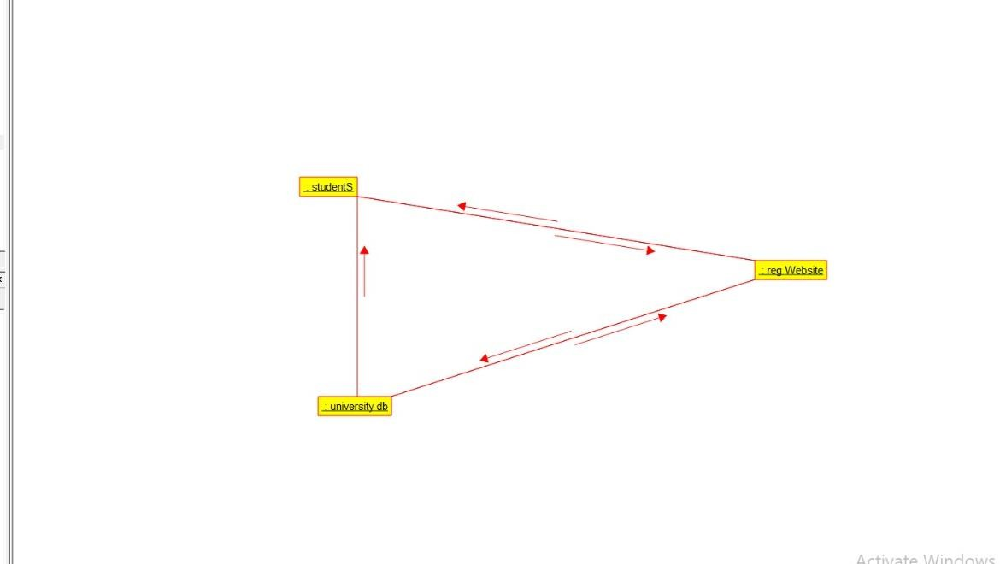 : studentS
: reg Website
: university db
Activate Windows